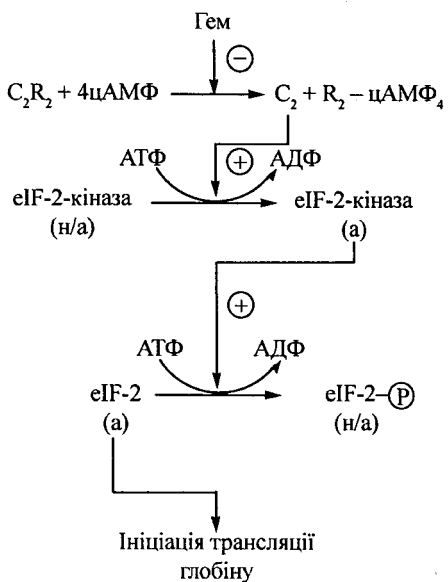 Гем
−
C₂R₂ + 4цАМФ → C₂ + R₂ – цАМФ₄
АТФ + АДФ
eIF-2-кіназа → eIF-2-кіназа
(н/а) (а)
+
АТФ АДФ
eIF-2 → eIF-2–Ⓟ
(а) (н/а)
Ініціація трансляції
глобіну